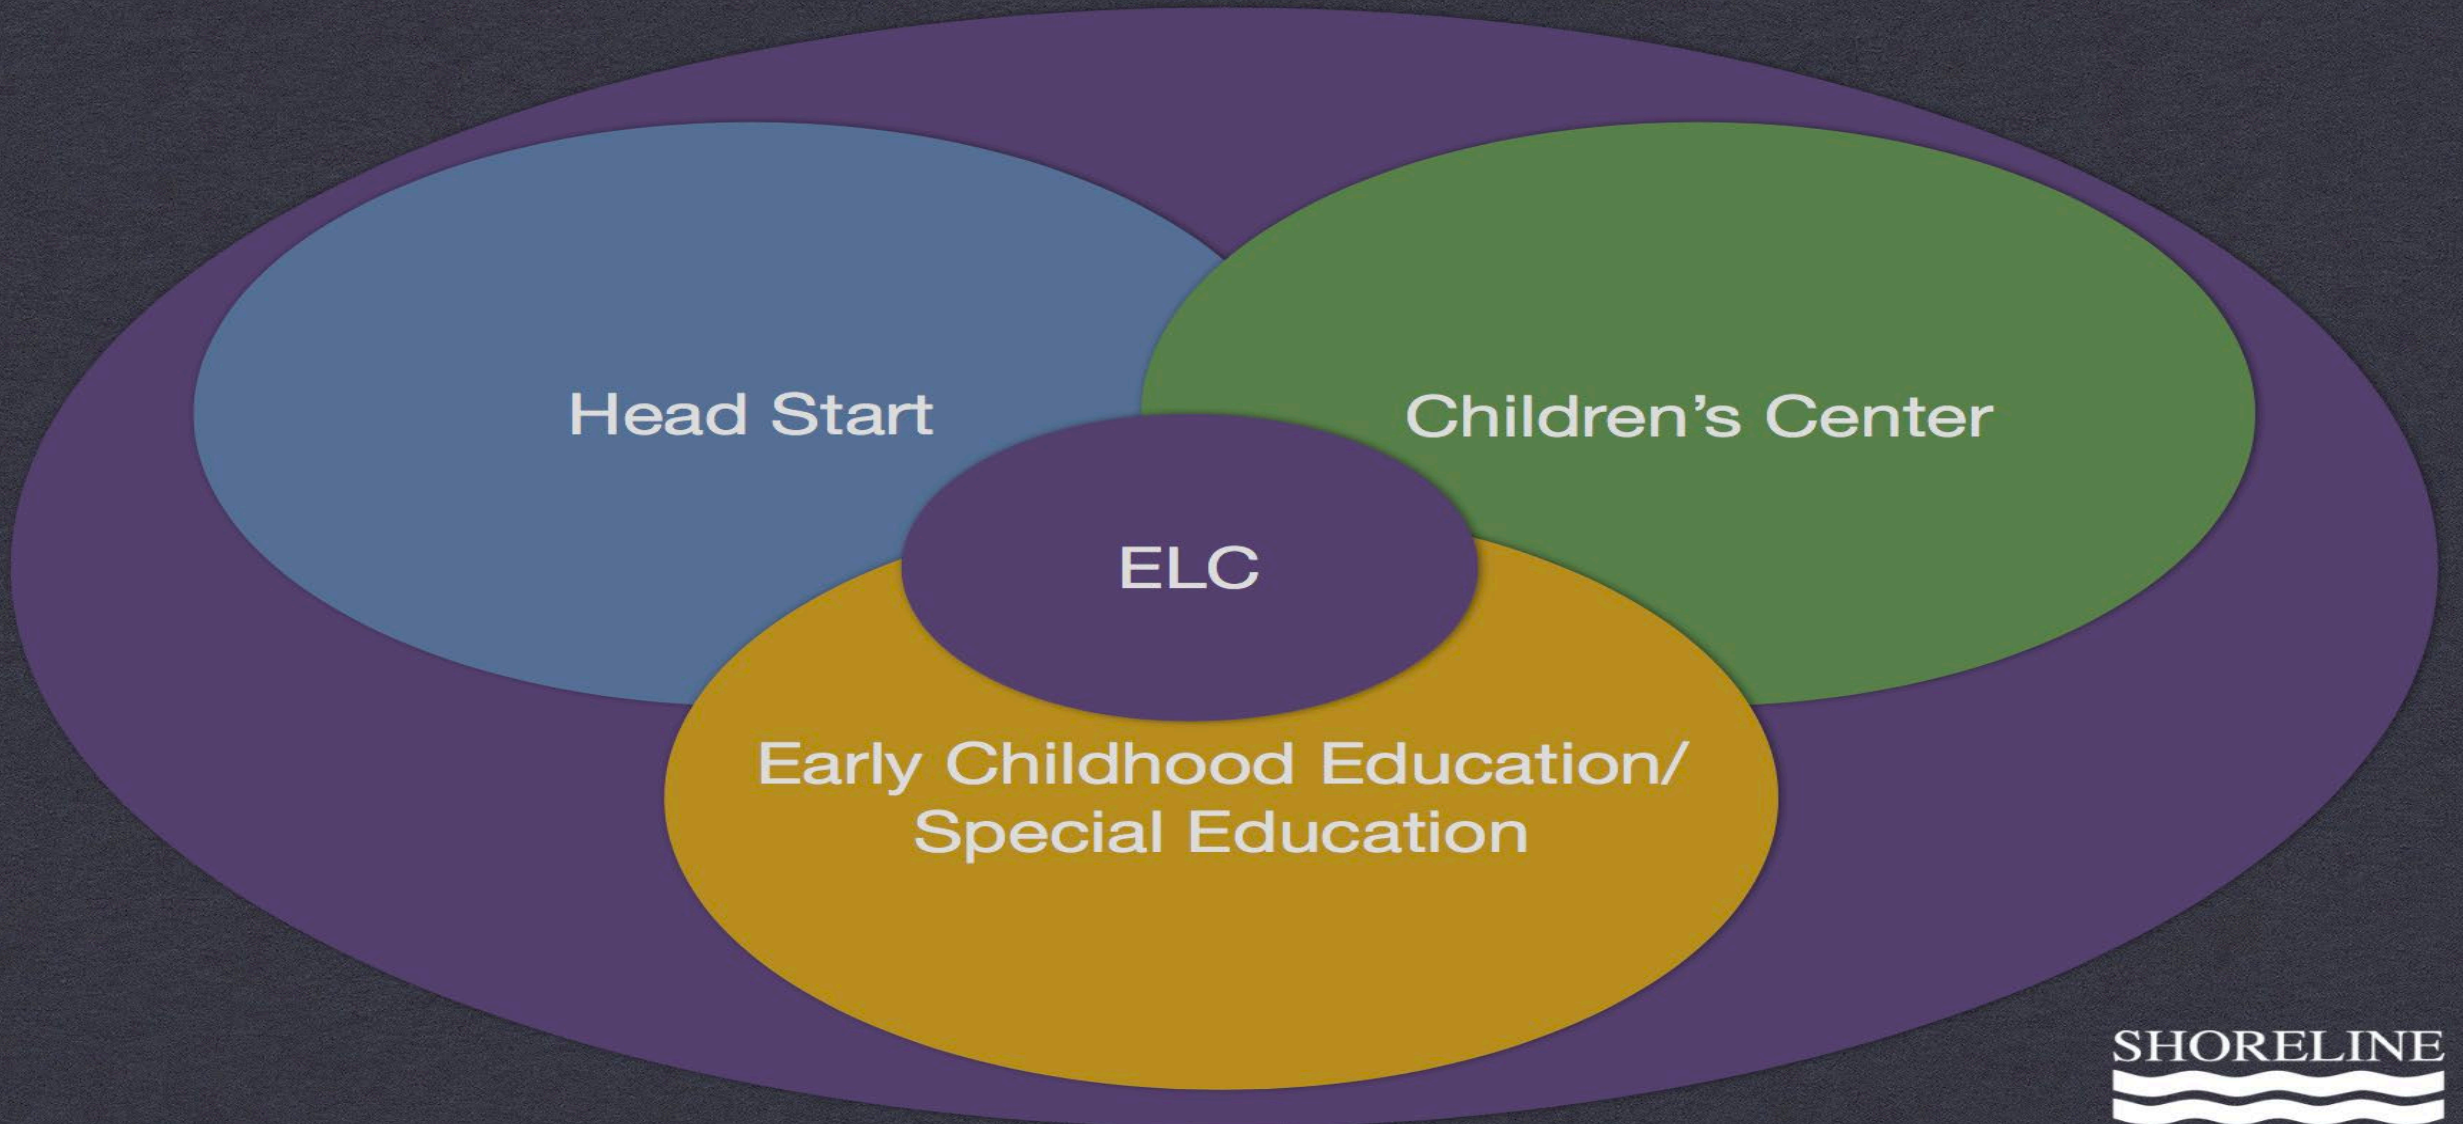 Head Start
Children’s Center
ELC
Early Childhood Education/
Special Education
SHORELINE